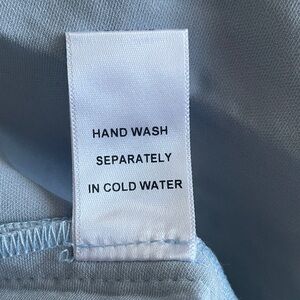 HAND WASH
SEPARATELY
IN COLD WATER